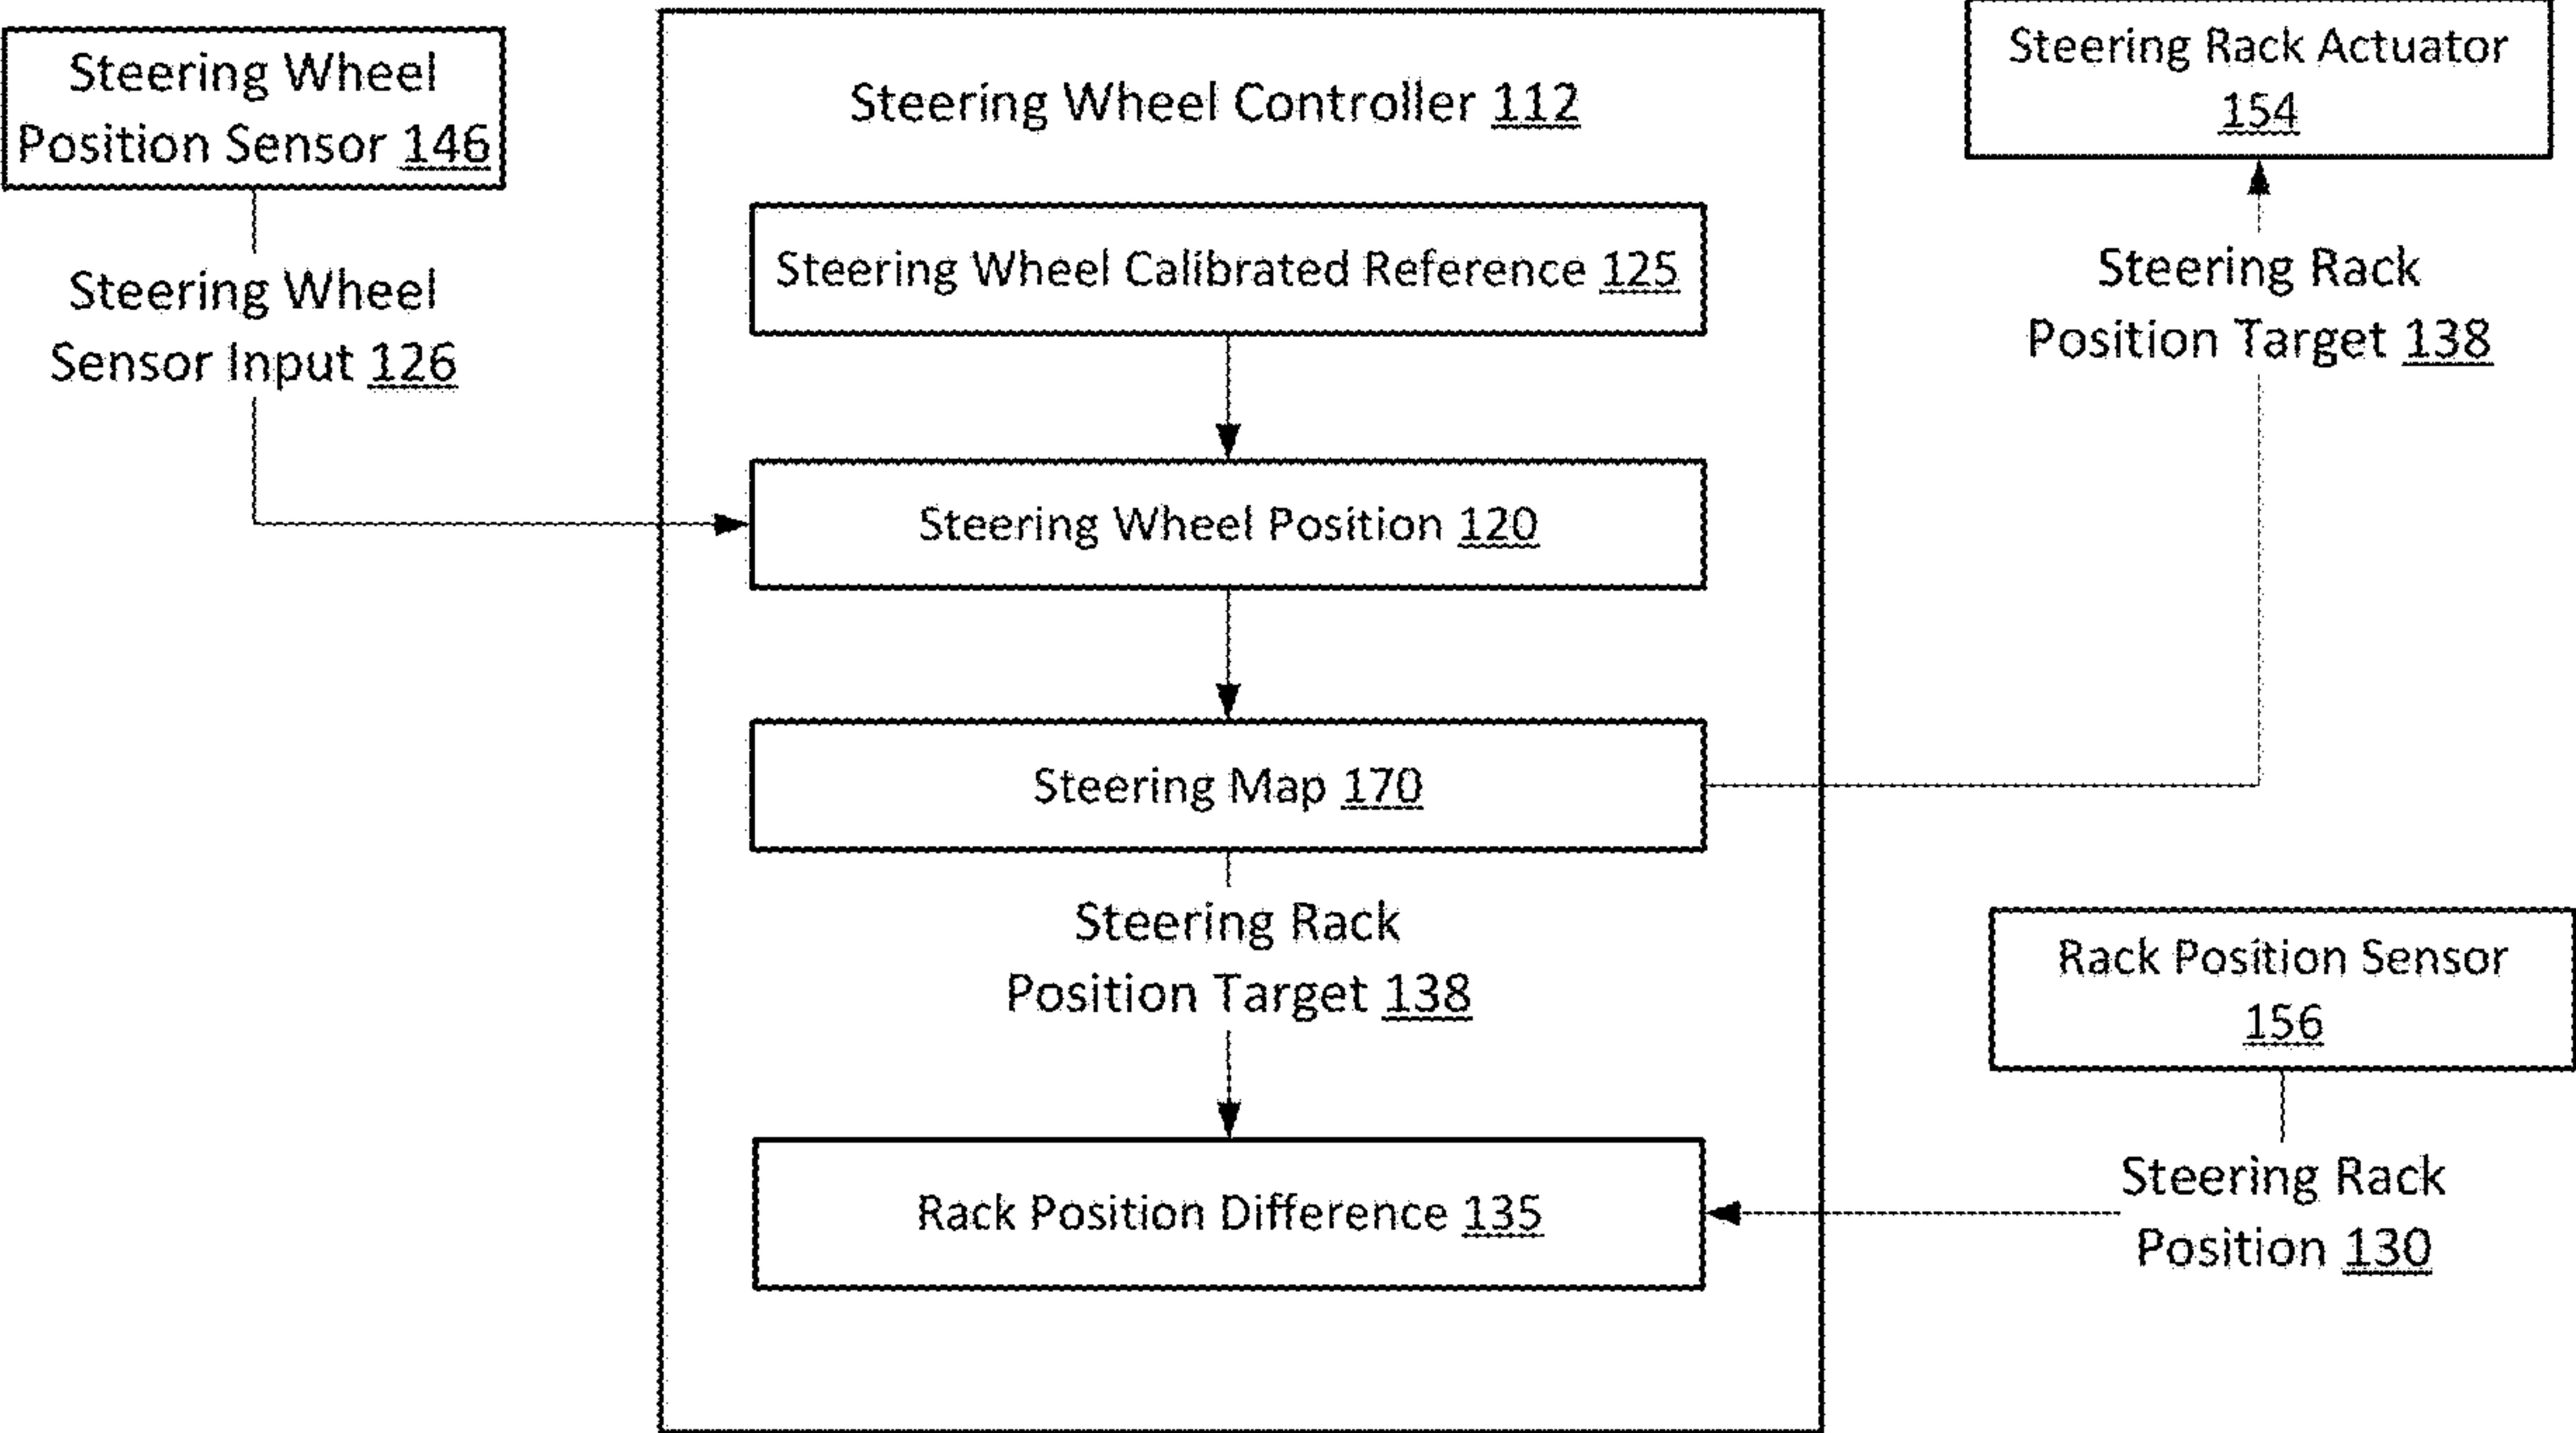 Steering Wheel
Position Sensor 146
Steering Wheel
Sensor Input 126
Steering Wheel Controller 112
Steering Wheel Calibrated Reference 125
Steering Wheel Position 120
Steering Map 170
Steering Rack
Position Target 138
Rack Position Difference 135
Steering Rack Actuator
154
Steering Rack
Position Target 138
Rack Position Sensor
156
Steering Rack
Position 130